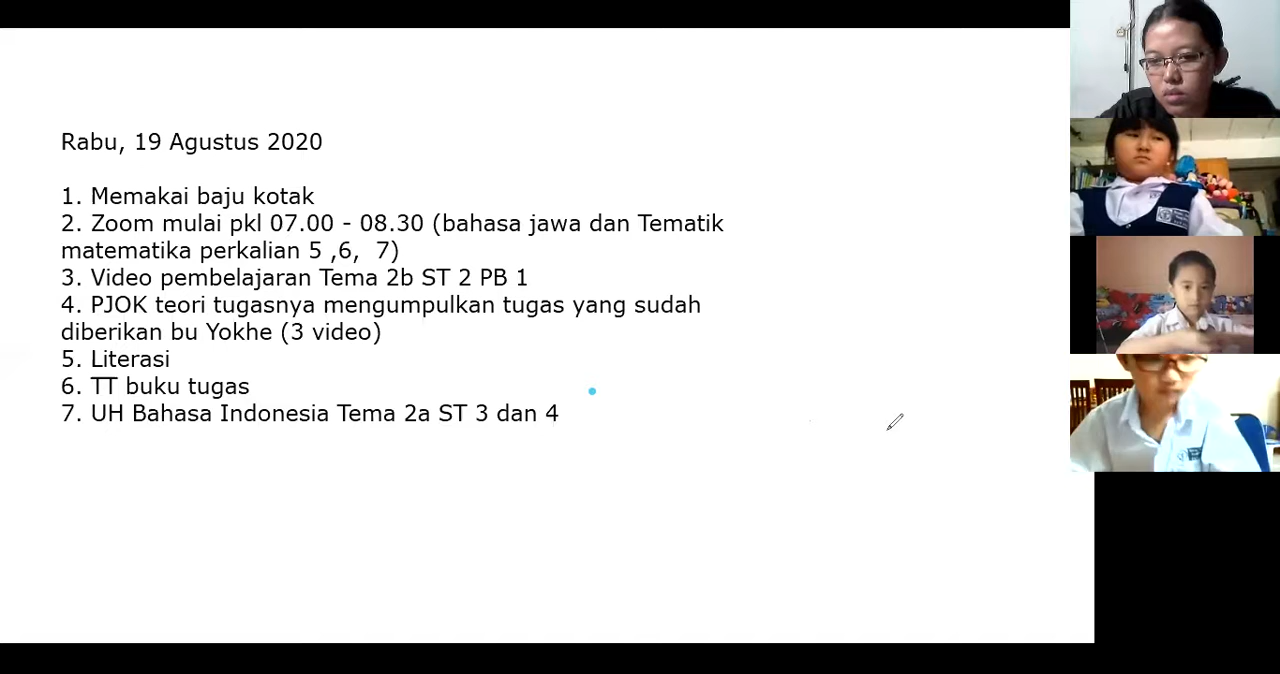 Rabu, 19 Agustus 2020
1. Memakai baju kotak
2. Zoom mulai pkl 07.00 - 08.30 (bahasa jawa dan Tematik
matematika perkalian 5 ,6,  7)
3. Video pembelajaran Tema 2b ST 2 PB 1
4. PJOK teori tugasnya mengumpulkan tugas yang sudah
diberikan bu Yokhe (3 video)
5. Literasi
6. TT buku tugas
7. UH Bahasa Indonesia Tema 2a ST 3 dan 4